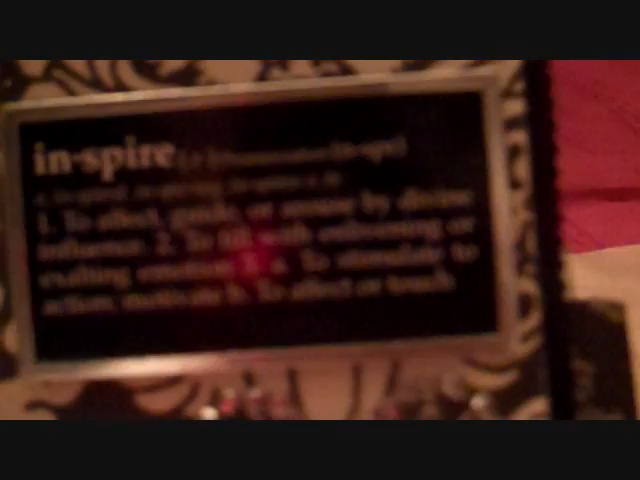 in·spire
1. To affect, guide, or arouse by divine
influence. 2. To fill with enlivening or
exalting emotion. 3. a. To stimulate to
action; motivate b. To affect or touch